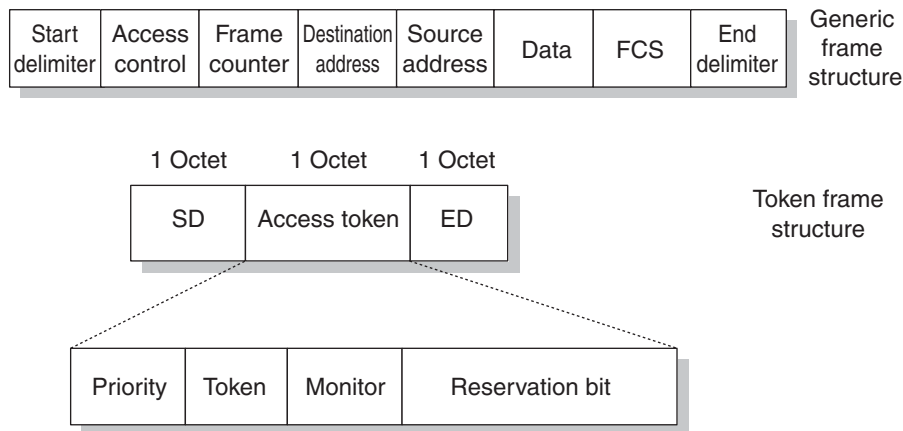 Start delimiter
Access control
Frame counter
Destination address
Source address
Data
FCS
End delimiter
Generic frame structure
1 Octet
1 Octet
1 Octet
SD
Access token
ED
Token frame structure
Priority
Token
Monitor
Reservation bit